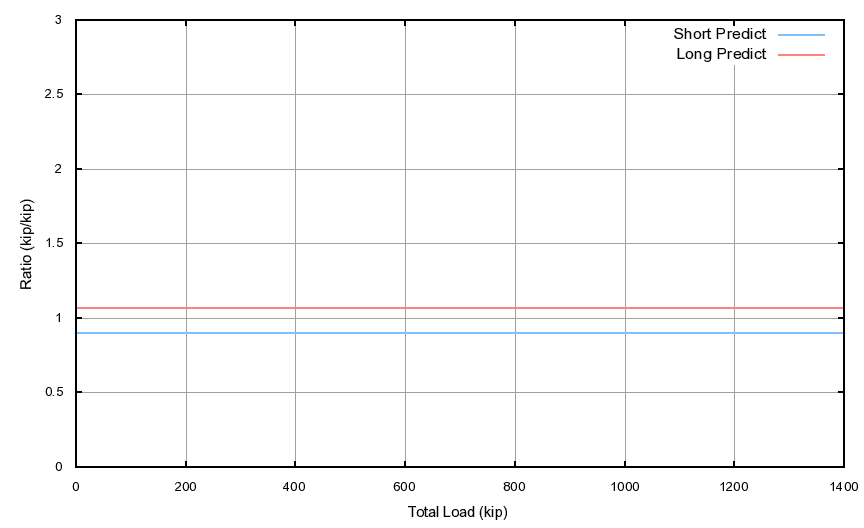 3
Short Predict
Long Predict
2.5
2
1.5
Ratio (kip/kip)
1
0.5
0
0 200 400 600 800 1000 1200 1400
Total Load (kip)